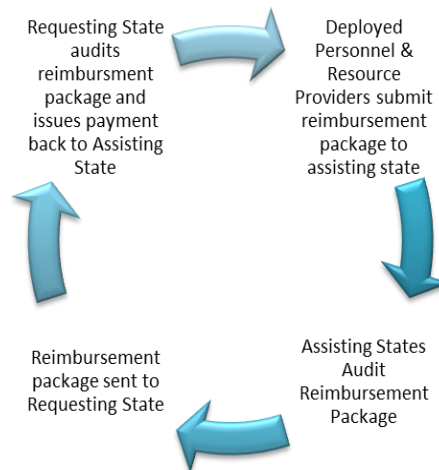 Requesting State
audits
reimbursment
package and
issues payment
back to Assisting
State
Deployed
Personnel &
Resource
Providers submit
reimbursement
package to
assisting state
Assisting States
Audit
Reimbursement
Package
Reimbursement
package sent to
Requesting State